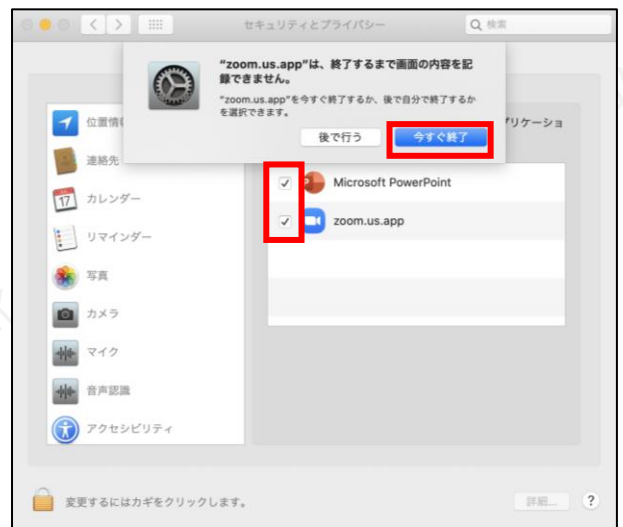 セキュリティとプライバシー
検索
"zoom.us.app"は、終了するまで画面の内容を記
録できません。
"zoom.us.app"を今すぐ終了するか、後で自分で終了するか
を選択できます。
後で行う
今すぐ終了
位置情
プリケーショ
連絡先
17
カレンダー
リマインダー
写真
カメラ
マイク
音声認識
アクセシビリティ
Microsoft PowerPoint
zoom.us.app
変更するにはカギをクリックします。
詳細...
?